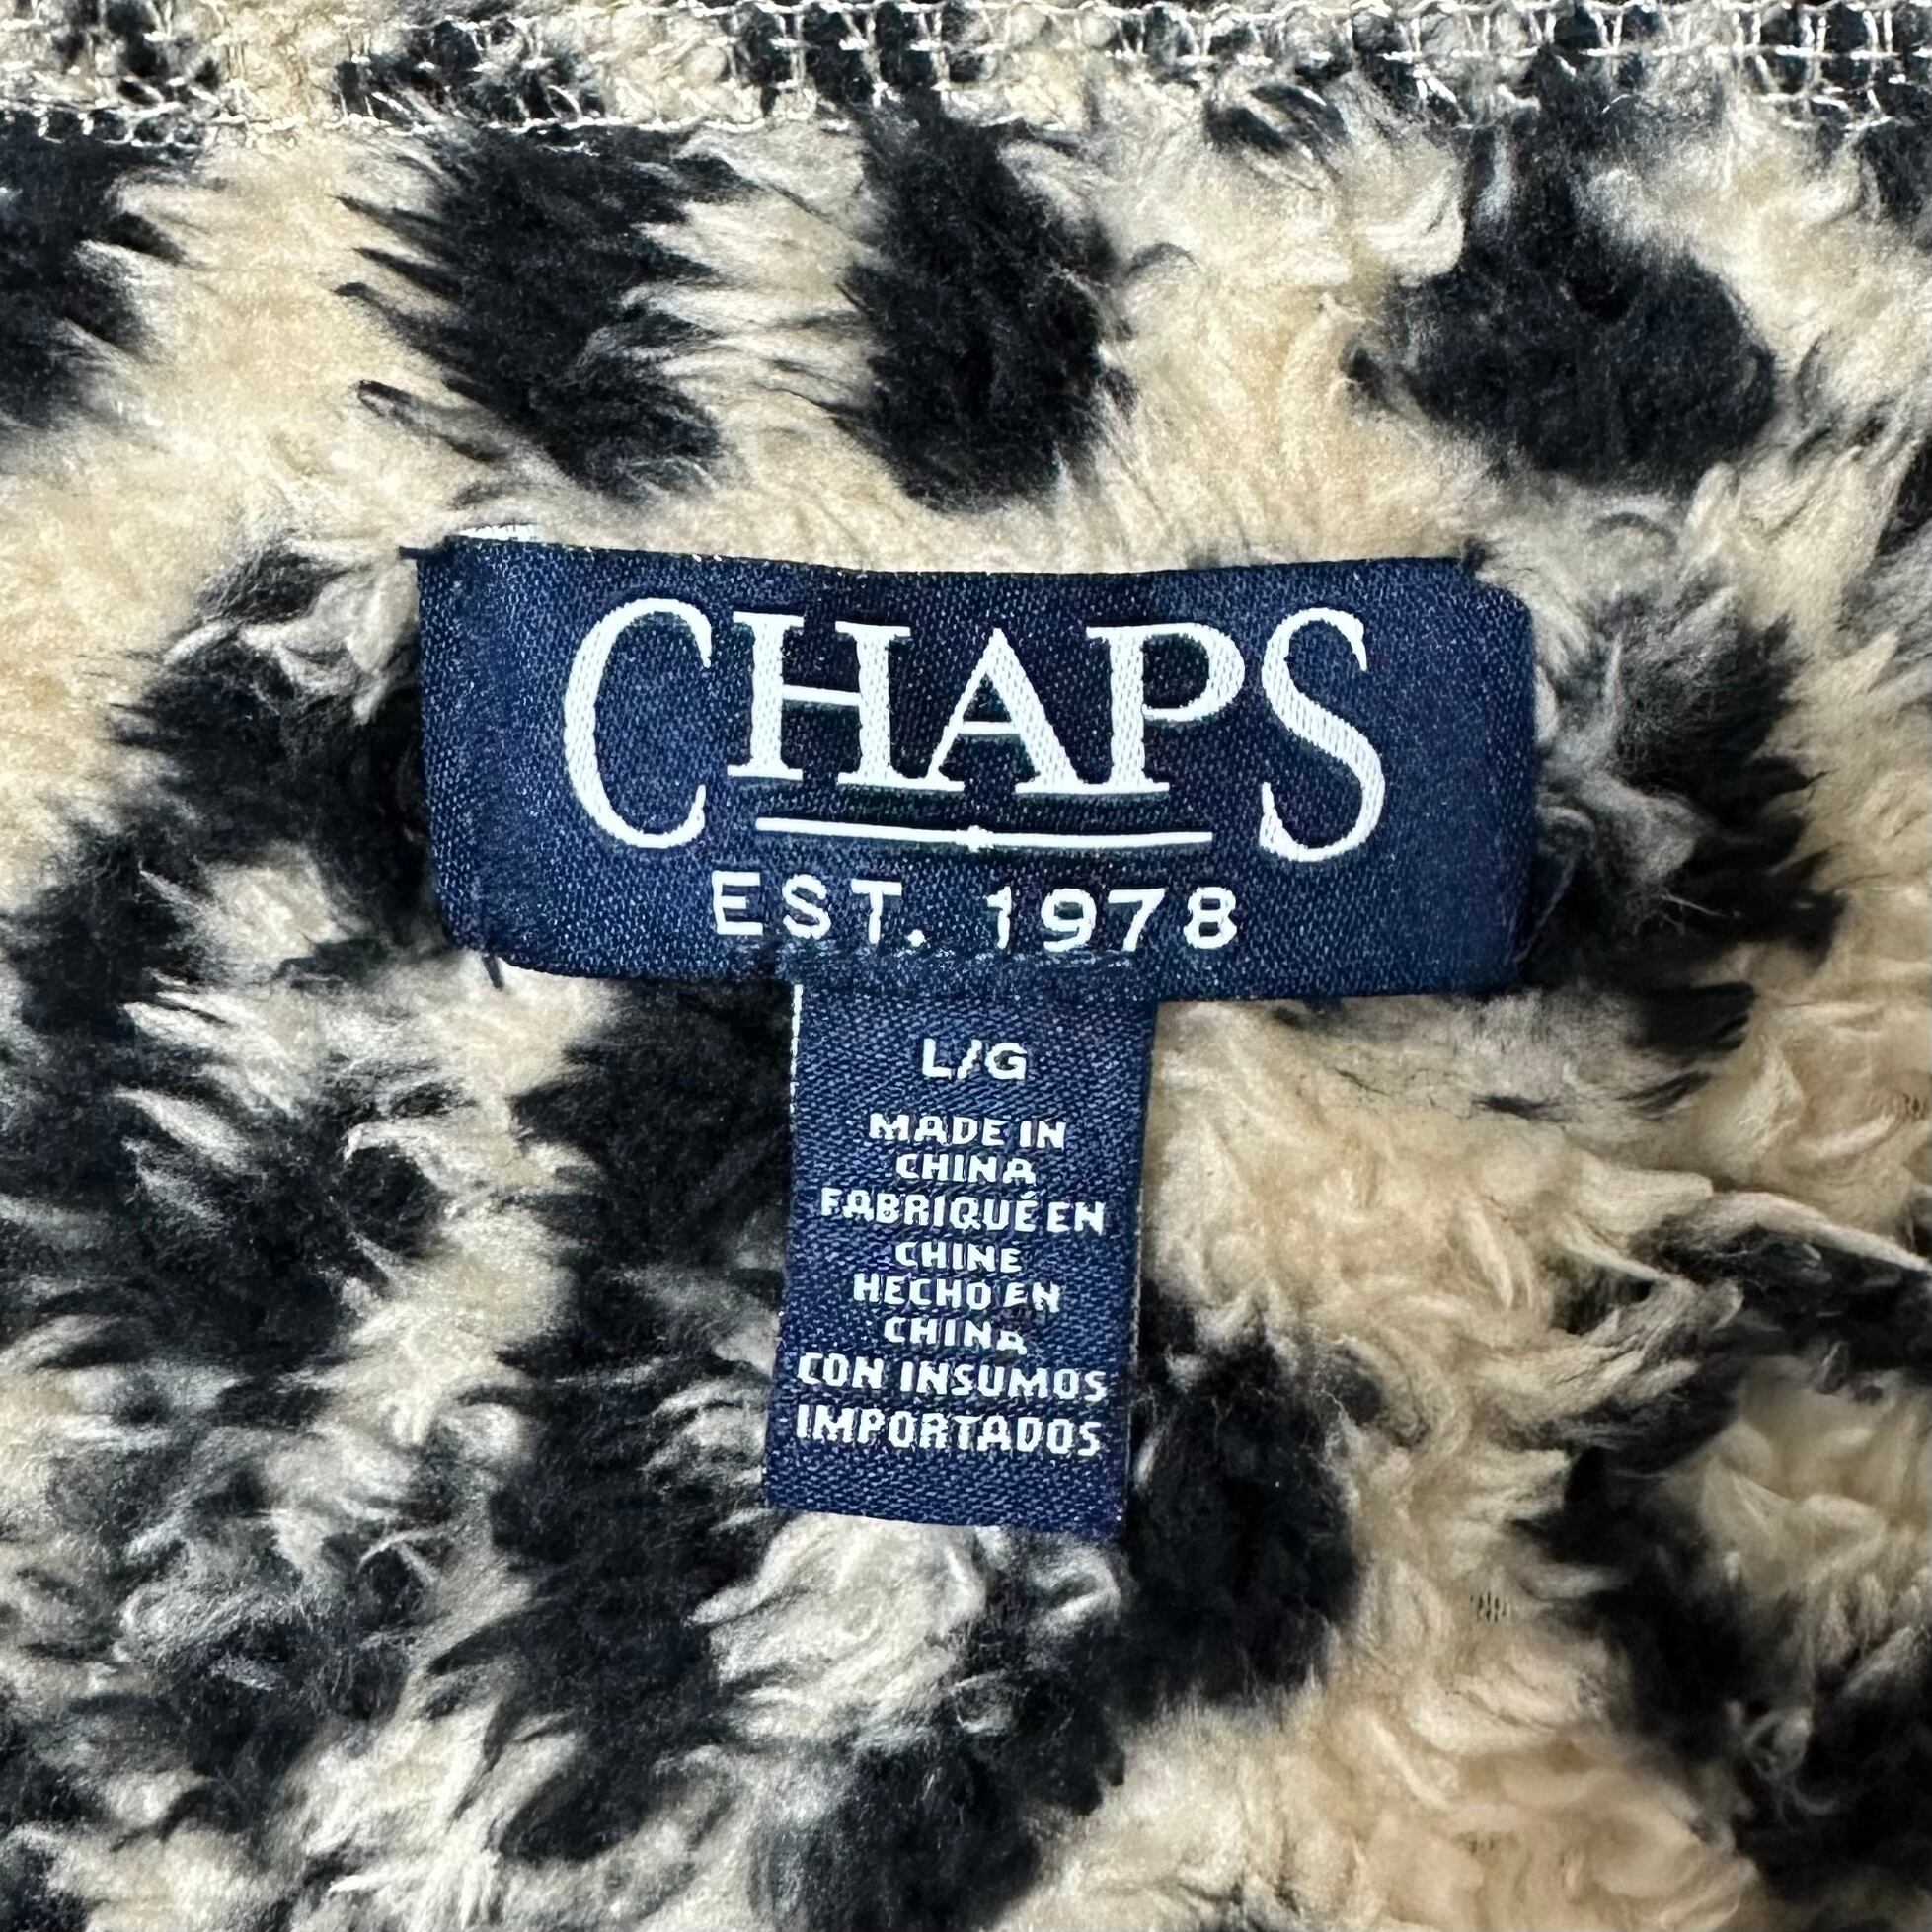 CHAPS
EST. 1978
L/G
MADE IN
CHINA
FABRIQUÉ EN
CHINE
HECHO EN
CHINA
CON INSUMOS
IMPORTADOS